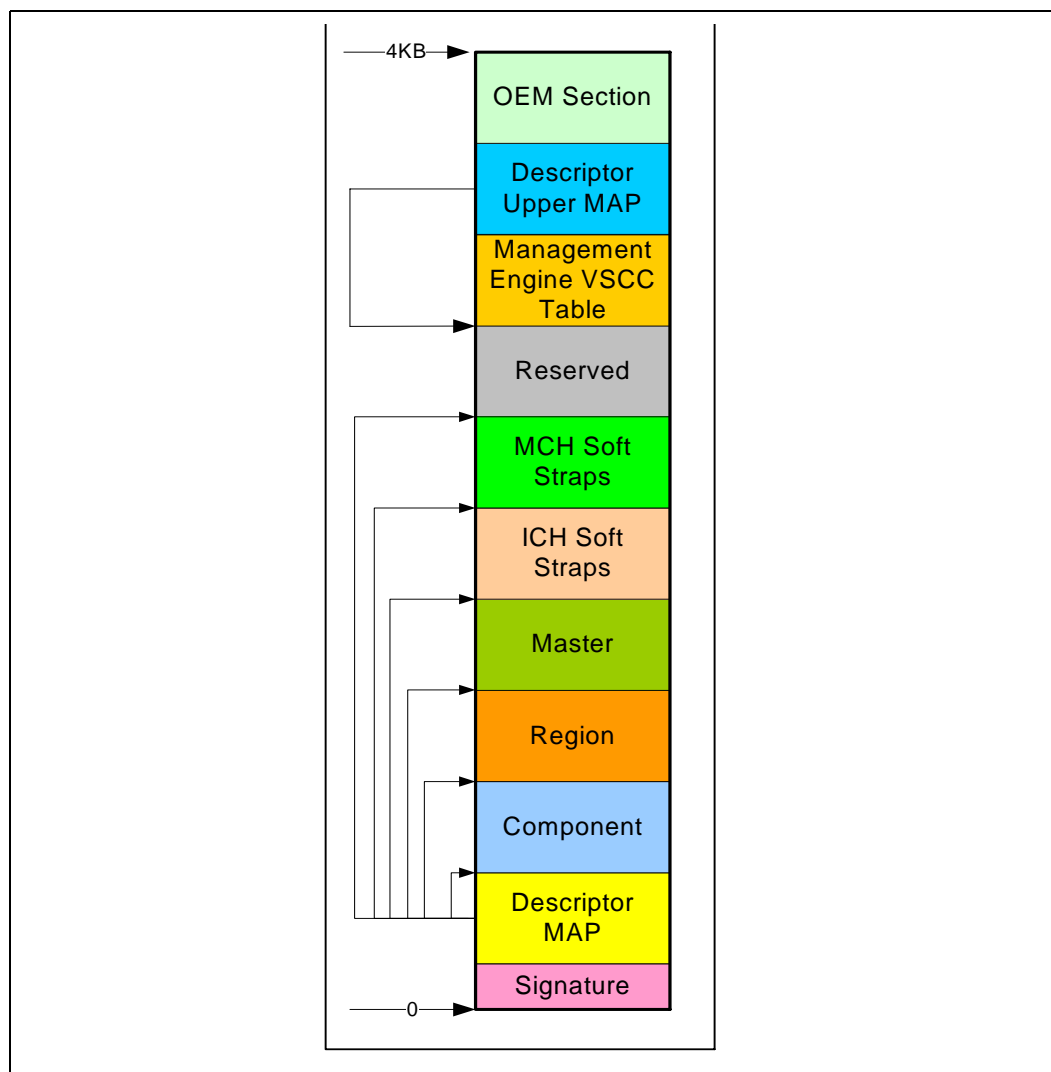 4KB
OEM Section
Descriptor
Upper MAP
Management
Engine VSCC
Table
Reserved
MCH Soft
Straps
ICH Soft
Straps
Master
Region
Component
Descriptor
MAP
Signature
0